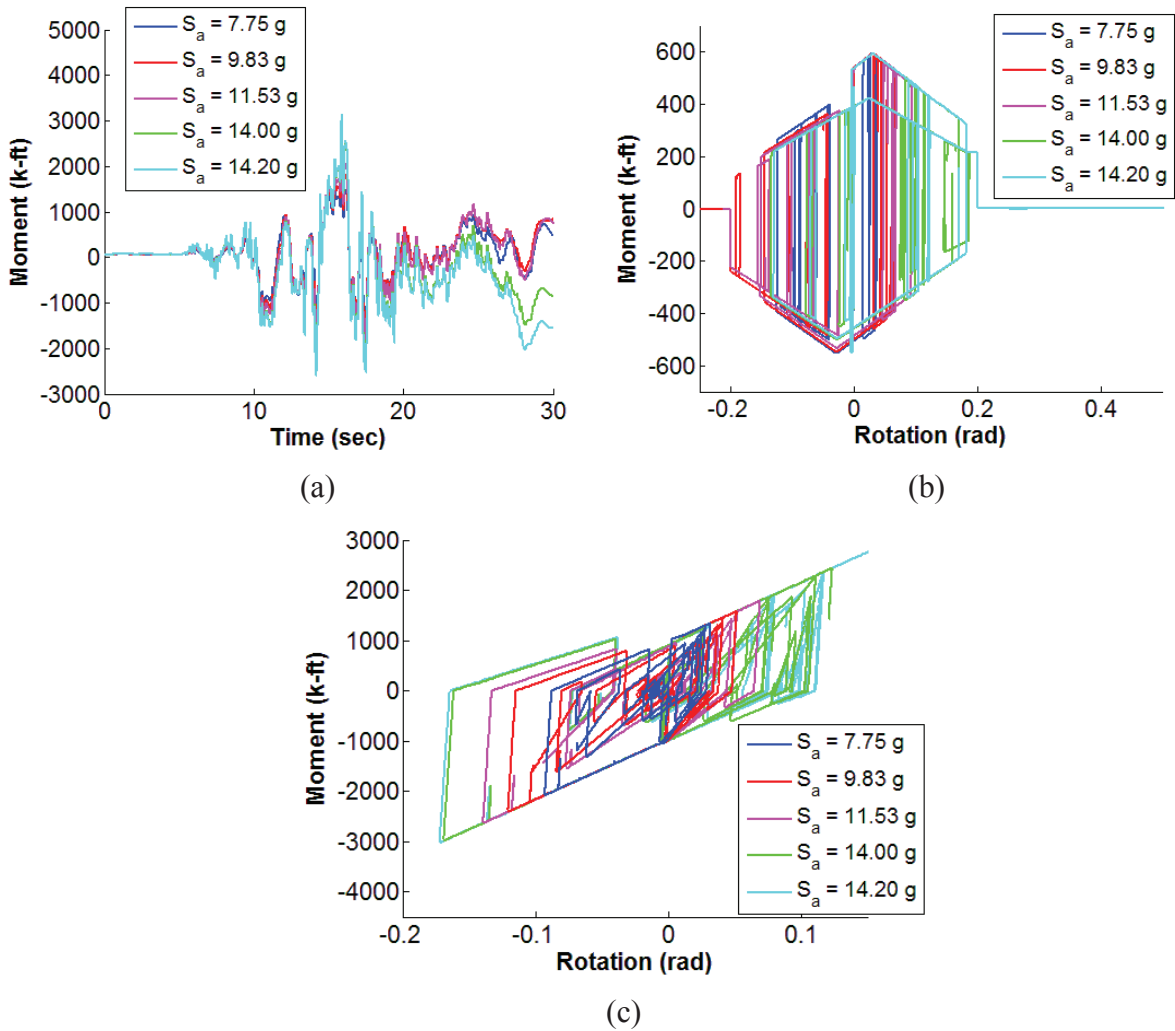 5000
4000
3000
2000
1000
0
-1000
-2000
-3000
Moment (k-ft)
0 10 20 30
Time (sec)
Sa = 7.75 g
Sa = 9.83 g
Sa = 11.53 g
Sa = 14.00 g
Sa = 14.20 g
(a)
600
400
200
0
-200
-400
-600
Moment (k-ft)
-0.2 0 0.2 0.4
Rotation (rad)
Sa = 7.75 g
Sa = 9.83 g
Sa = 11.53 g
Sa = 14.00 g
Sa = 14.20 g
(b)
3000
2000
1000
0
-1000
-2000
-3000
-4000
Moment (k-ft)
-0.2 -0.1 0 0.1
Rotation (rad)
Sa = 7.75 g
Sa = 9.83 g
Sa = 11.53 g
Sa = 14.00 g
Sa = 14.20 g
(c)